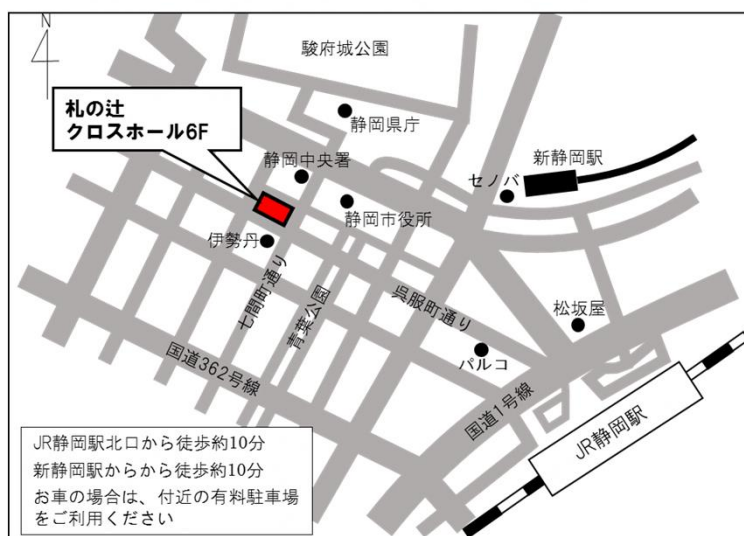 N
駿府城公園
札の辻
クロスホール6F
静岡県庁
静岡中央署
新静岡駅
セノバ
静岡市役所
伊勢丹
七間町通り
青葉公園
呉服町通り
松坂屋
パルコ
国道362号線
国道1号線
JR静岡駅
JR静岡駅北口から徒歩約10分
新静岡駅からから徒歩約10分
お車の場合は、付近の有料駐車場
をご利用ください